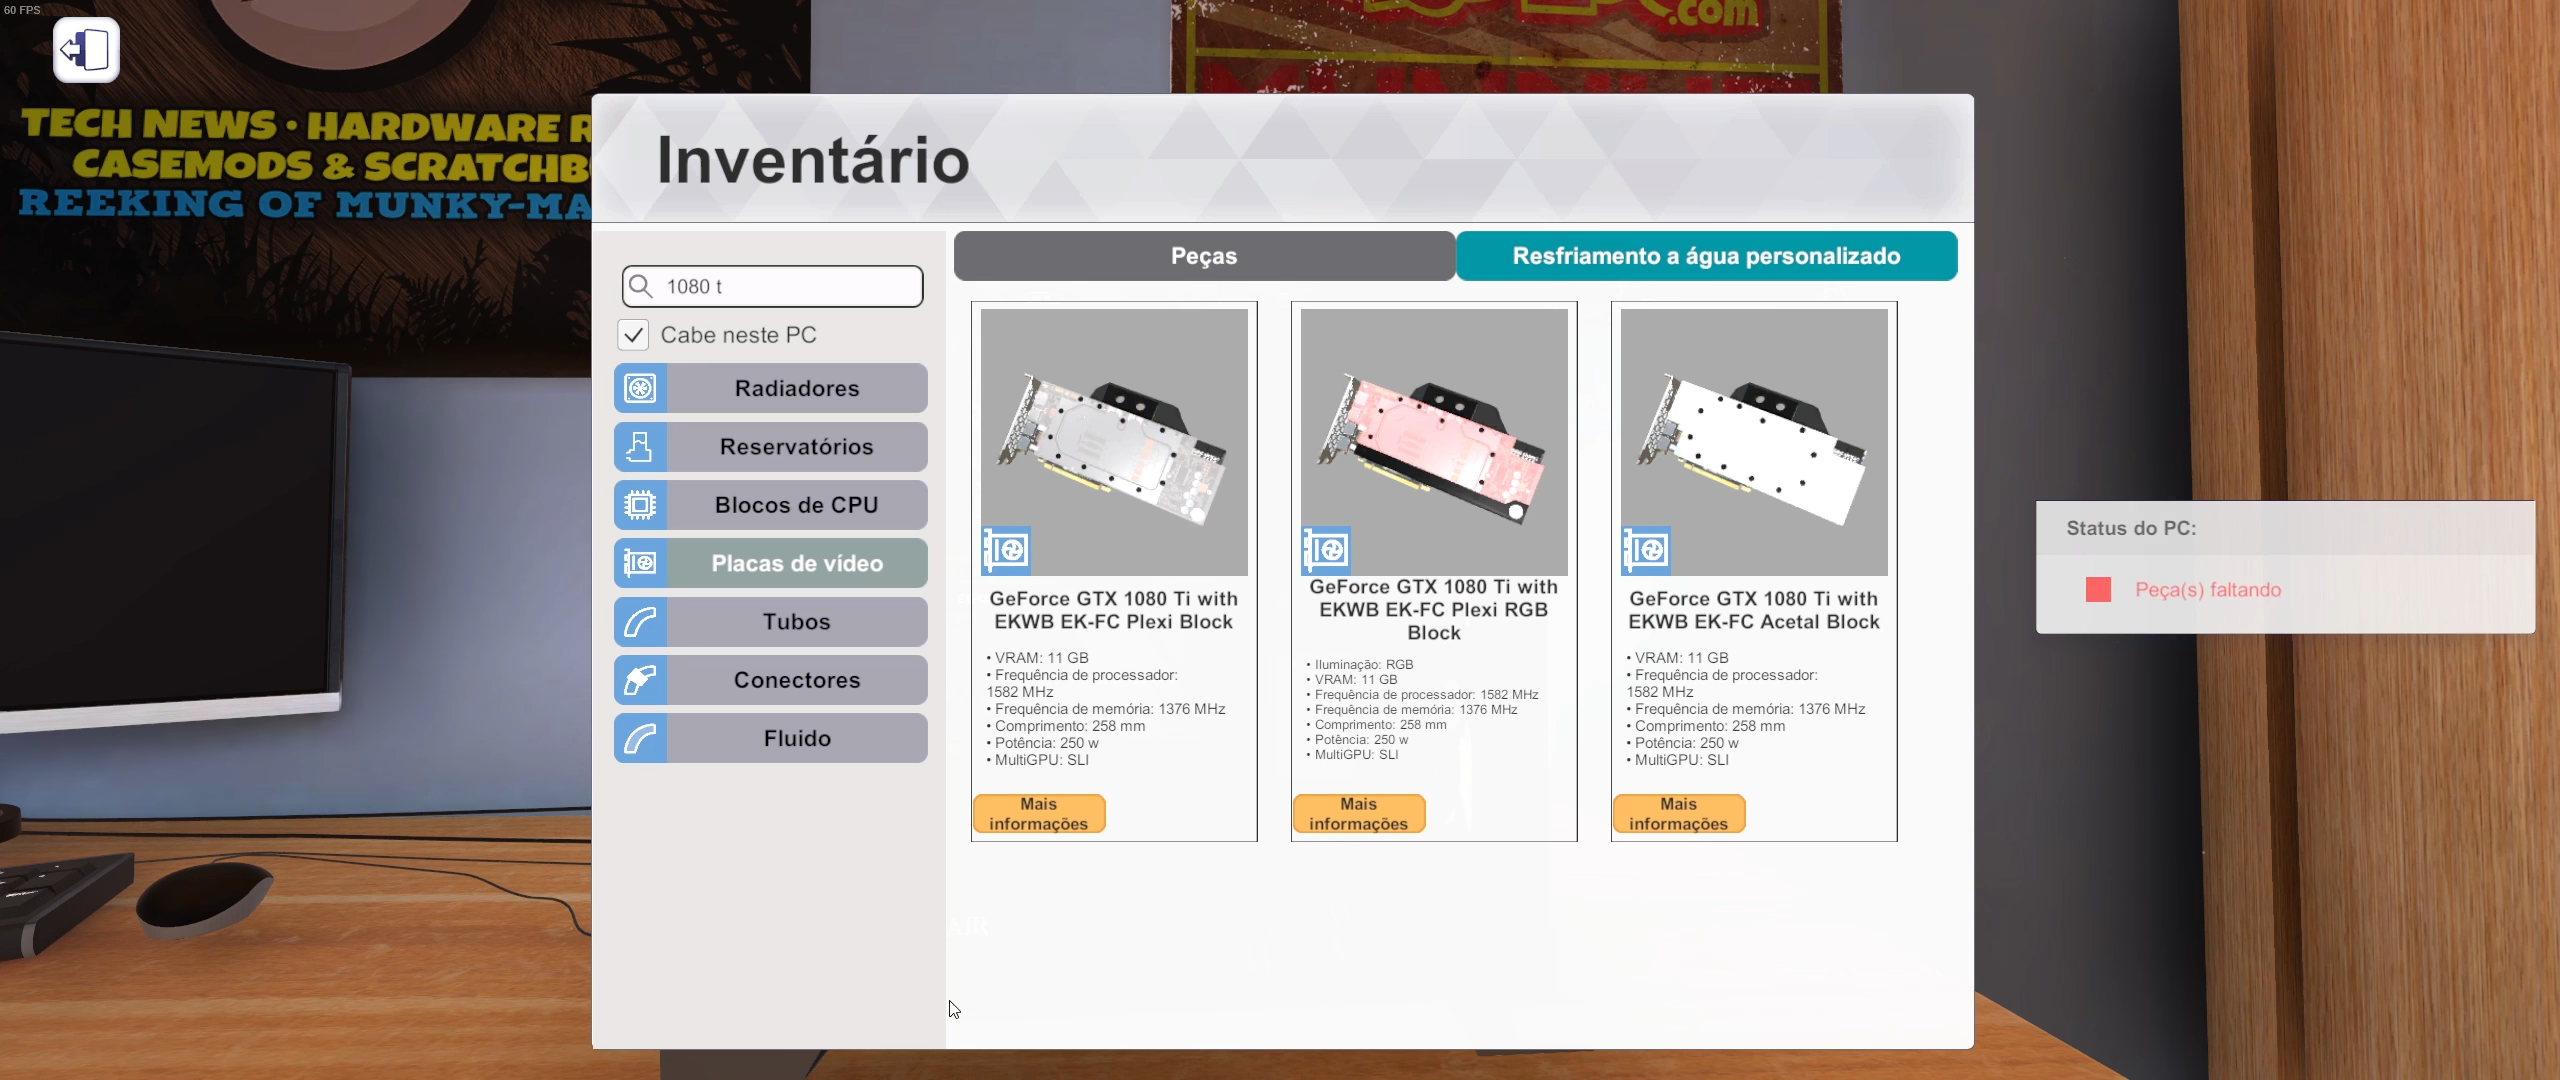 60 FPS
.com
TECH NEWS • HARDWARE R
CASEMODS & SCRATCHB
REEKING OF MUNKY-MA
Inventário
Peças
Resfriamento a água personalizado
1080 t
Cabe neste PC
Radiadores
Reservatórios
Blocos de CPU
Placas de vídeo
Tubos
Conectores
Fluido
GeForce GTX 1080 Ti with
EKWB EK-FC Plexi Block
• VRAM: 11 GB
• Frequência de processador:
1582 MHz
• Frequência de memória: 1376 MHz
• Comprimento: 258 mm
• Potência: 250 w
• MultiGPU: SLI
Mais
informações
GeForce GTX 1080 Ti with
EKWB EK-FC Plexi RGB
Block
• Iluminação: RGB
• VRAM: 11 GB
• Frequência de processador: 1582 MHz
• Frequência de memória: 1376 MHz
• Comprimento: 258 mm
• Potência: 250 w
• MultiGPU: SLI
Mais
informações
GeForce GTX 1080 Ti with
EKWB EK-FC Acetal Block
• VRAM: 11 GB
• Frequência de processador:
1582 MHz
• Frequência de memória: 1376 MHz
• Comprimento: 258 mm
• Potência: 250 w
• MultiGPU: SLI
Mais
informações
Status do PC:
Peça(s) faltando